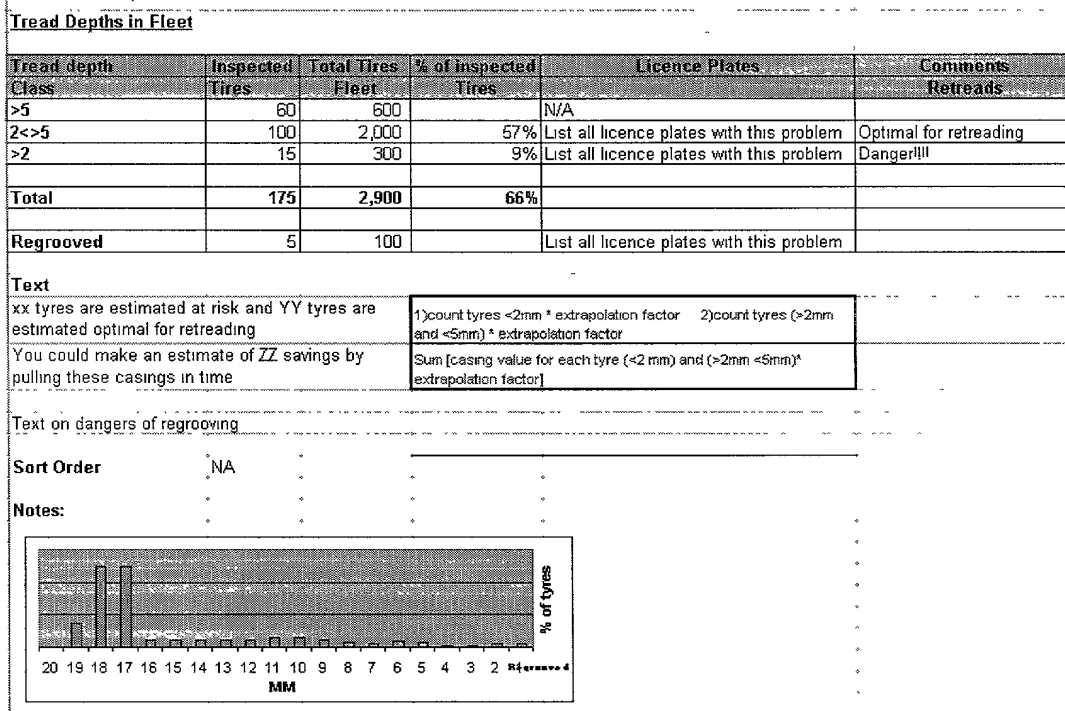 Tread Depths in Fleet
Tread depth Inspected Total Tires % of inspected Licence Plates Comments
Class Tires Fleet Tires Retreads
>5 60 600 N/A
2<>5 100 2,000 57% List all licence plates with this problem Optimal for retreading
>2 15 300 9% List all licence plates with this problem Danger!!!!
Total 175 2,900 66%
Regrooved 5 100 List all licence plates with this problem
Text
xx tyres are estimated at risk and YY tyres are
estimated optimal for retreading
1)count tyres <2mm * extrapolation factor 2)count tyres (>2mm
and <5mm) * extrapolation factor
You could make an estimate of ZZ savings by
pulling these casings in time
Sum [casing value for each tyre (<2 mm) and (>2mm <5mm)*
extrapolation factor]
Text on dangers of regrooving
Sort Order NA
Notes:
% of tyres
20 19 18 17 16 15 14 13 12 11 10 9 8 7 6 5 4 3 2 Regrooved
MM